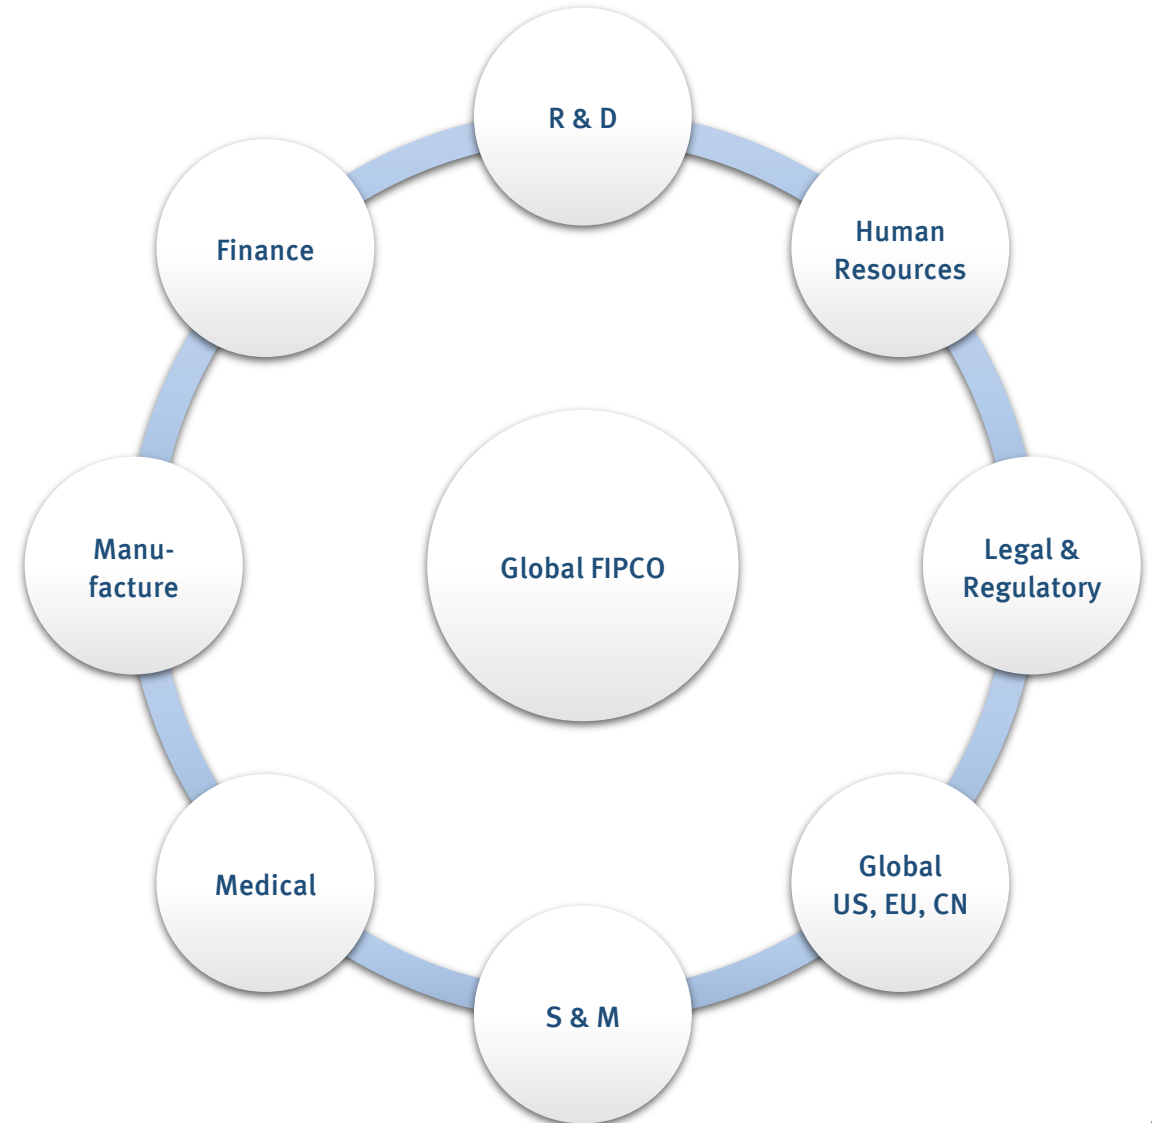 R & D
Human
Resources
Finance
Manu-
facture
Global FIPCO
Legal &
Regulatory
Medical
Global
US, EU, CN
S & M